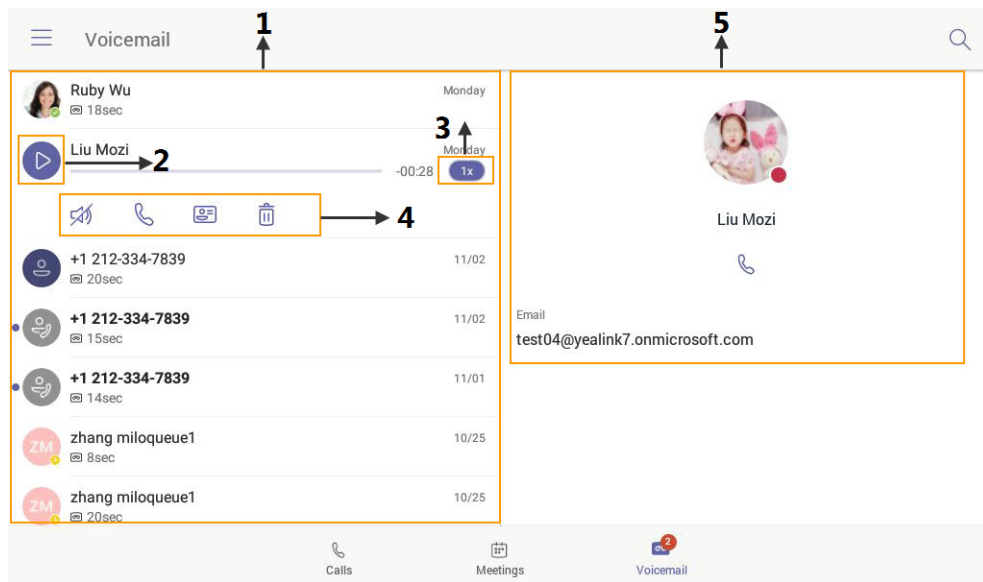 Voicemail
1
5
Ruby Wu
Monday
18sec
3
Liu Mozi
Monday
2
-00:28
1x
4
+1 212-334-7839
11/02
20sec
+1 212-334-7839
11/02
15sec
+1 212-334-7839
11/01
14sec
ZM
zhang miloqueue1
10/25
8sec
ZM
zhang miloqueue1
10/25
20sec
Liu Mozi
Email
test04@yealink7.onmicrosoft.com
Calls
Meetings
2
Voicemail